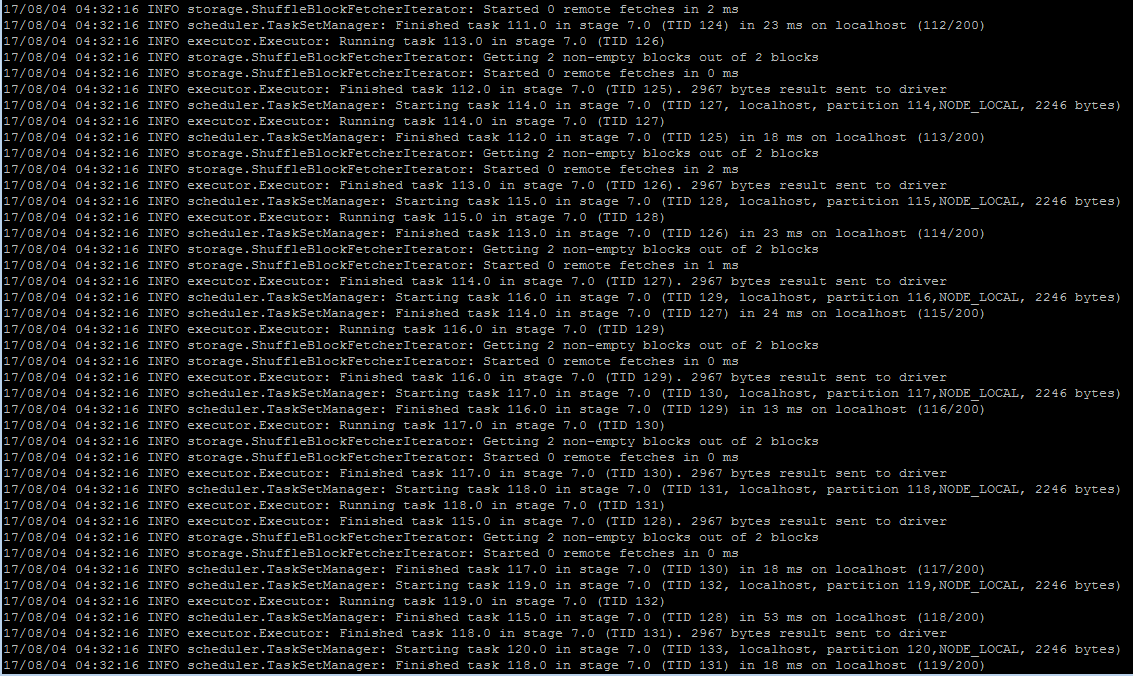 17/08/04 04:32:16 INFO storage.ShuffleBlockFetcherIterator: Started 0 remote fetches in 2 ms
17/08/04 04:32:16 INFO scheduler.TaskSetManager: Finished task 111.0 in stage 7.0 (TID 124) in 23 ms on localhost (112/200)
17/08/04 04:32:16 INFO executor.Executor: Running task 113.0 in stage 7.0 (TID 126)
17/08/04 04:32:16 INFO storage.ShuffleBlockFetcherIterator: Getting 2 non-empty blocks out of 2 blocks
17/08/04 04:32:16 INFO storage.ShuffleBlockFetcherIterator: Started 0 remote fetches in 0 ms
17/08/04 04:32:16 INFO executor.Executor: Finished task 112.0 in stage 7.0 (TID 125). 2967 bytes result sent to driver
17/08/04 04:32:16 INFO scheduler.TaskSetManager: Starting task 114.0 in stage 7.0 (TID 127, localhost, partition 114,NODE_LOCAL, 2246 bytes)
17/08/04 04:32:16 INFO executor.Executor: Running task 114.0 in stage 7.0 (TID 127)
17/08/04 04:32:16 INFO scheduler.TaskSetManager: Finished task 112.0 in stage 7.0 (TID 125) in 18 ms on localhost (113/200)
17/08/04 04:32:16 INFO storage.ShuffleBlockFetcherIterator: Getting 2 non-empty blocks out of 2 blocks
17/08/04 04:32:16 INFO storage.ShuffleBlockFetcherIterator: Started 0 remote fetches in 2 ms
17/08/04 04:32:16 INFO executor.Executor: Finished task 113.0 in stage 7.0 (TID 126). 2967 bytes result sent to driver
17/08/04 04:32:16 INFO scheduler.TaskSetManager: Starting task 115.0 in stage 7.0 (TID 128, localhost, partition 115,NODE_LOCAL, 2246 bytes)
17/08/04 04:32:16 INFO executor.Executor: Running task 115.0 in stage 7.0 (TID 128)
17/08/04 04:32:16 INFO scheduler.TaskSetManager: Finished task 113.0 in stage 7.0 (TID 126) in 23 ms on localhost (114/200)
17/08/04 04:32:16 INFO storage.ShuffleBlockFetcherIterator: Getting 2 non-empty blocks out of 2 blocks
17/08/04 04:32:16 INFO storage.ShuffleBlockFetcherIterator: Started 0 remote fetches in 1 ms
17/08/04 04:32:16 INFO executor.Executor: Finished task 114.0 in stage 7.0 (TID 127). 2967 bytes result sent to driver
17/08/04 04:32:16 INFO scheduler.TaskSetManager: Starting task 116.0 in stage 7.0 (TID 129, localhost, partition 116,NODE_LOCAL, 2246 bytes)
17/08/04 04:32:16 INFO scheduler.TaskSetManager: Finished task 114.0 in stage 7.0 (TID 127) in 24 ms on localhost (115/200)
17/08/04 04:32:16 INFO executor.Executor: Running task 116.0 in stage 7.0 (TID 129)
17/08/04 04:32:16 INFO storage.ShuffleBlockFetcherIterator: Getting 2 non-empty blocks out of 2 blocks
17/08/04 04:32:16 INFO storage.ShuffleBlockFetcherIterator: Started 0 remote fetches in 0 ms
17/08/04 04:32:16 INFO executor.Executor: Finished task 116.0 in stage 7.0 (TID 129). 2967 bytes result sent to driver
17/08/04 04:32:16 INFO scheduler.TaskSetManager: Starting task 117.0 in stage 7.0 (TID 130, localhost, partition 117,NODE_LOCAL, 2246 bytes)
17/08/04 04:32:16 INFO scheduler.TaskSetManager: Finished task 116.0 in stage 7.0 (TID 129) in 13 ms on localhost (116/200)
17/08/04 04:32:16 INFO executor.Executor: Running task 117.0 in stage 7.0 (TID 130)
17/08/04 04:32:16 INFO storage.ShuffleBlockFetcherIterator: Getting 2 non-empty blocks out of 2 blocks
17/08/04 04:32:16 INFO storage.ShuffleBlockFetcherIterator: Started 0 remote fetches in 0 ms
17/08/04 04:32:16 INFO executor.Executor: Finished task 117.0 in stage 7.0 (TID 130). 2967 bytes result sent to driver
17/08/04 04:32:16 INFO scheduler.TaskSetManager: Starting task 118.0 in stage 7.0 (TID 131, localhost, partition 118,NODE_LOCAL, 2246 bytes)
17/08/04 04:32:16 INFO executor.Executor: Running task 118.0 in stage 7.0 (TID 131)
17/08/04 04:32:16 INFO executor.Executor: Finished task 115.0 in stage 7.0 (TID 128). 2967 bytes result sent to driver
17/08/04 04:32:16 INFO storage.ShuffleBlockFetcherIterator: Getting 2 non-empty blocks out of 2 blocks
17/08/04 04:32:16 INFO storage.ShuffleBlockFetcherIterator: Started 0 remote fetches in 0 ms
17/08/04 04:32:16 INFO scheduler.TaskSetManager: Finished task 117.0 in stage 7.0 (TID 130) in 18 ms on localhost (117/200)
17/08/04 04:32:16 INFO scheduler.TaskSetManager: Starting task 119.0 in stage 7.0 (TID 132, localhost, partition 119,NODE_LOCAL, 2246 bytes)
17/08/04 04:32:16 INFO executor.Executor: Running task 119.0 in stage 7.0 (TID 132)
17/08/04 04:32:16 INFO scheduler.TaskSetManager: Finished task 115.0 in stage 7.0 (TID 128) in 53 ms on localhost (118/200)
17/08/04 04:32:16 INFO executor.Executor: Finished task 118.0 in stage 7.0 (TID 131). 2967 bytes result sent to driver
17/08/04 04:32:16 INFO scheduler.TaskSetManager: Starting task 120.0 in stage 7.0 (TID 133, localhost, partition 120,NODE_LOCAL, 2246 bytes)
17/08/04 04:32:16 INFO scheduler.TaskSetManager: Finished task 118.0 in stage 7.0 (TID 131) in 18 ms on localhost (119/200)